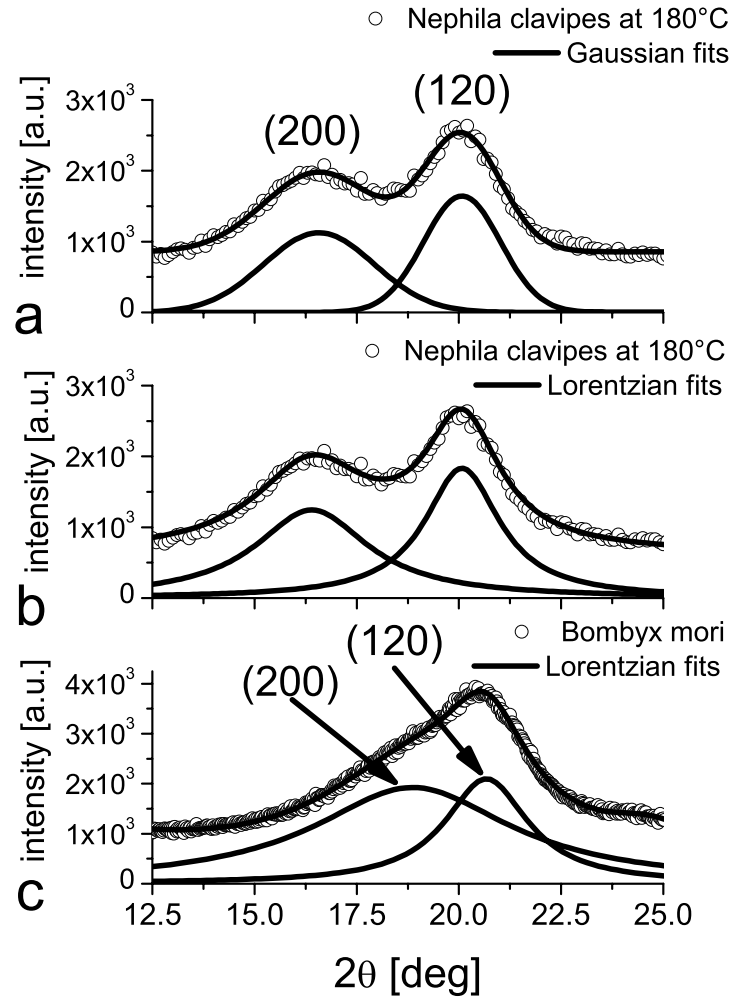 Nephila clavipes at 180°C
Gaussian fits
(200)
(120)
3x10³
2x10³
1x10³
0
intensity [a.u.]
a
Nephila clavipes at 180°C
Lorentzian fits
3x10³
2x10³
1x10³
0
intensity [a.u.]
b
Bombyx mori
Lorentzian fits
(120)
(200)
4x10³
3x10³
2x10³
1x10³
0
intensity [a.u.]
c
12.5 15.0 17.5 20.0 22.5 25.0
2θ [deg]